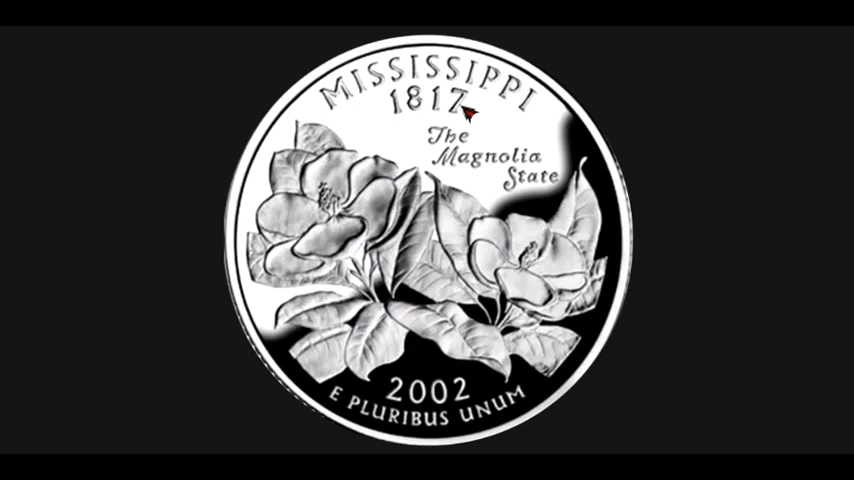 MISSISSIPPI
1817
The
Magnolia
State
2002
E PLURIBUS UNUM